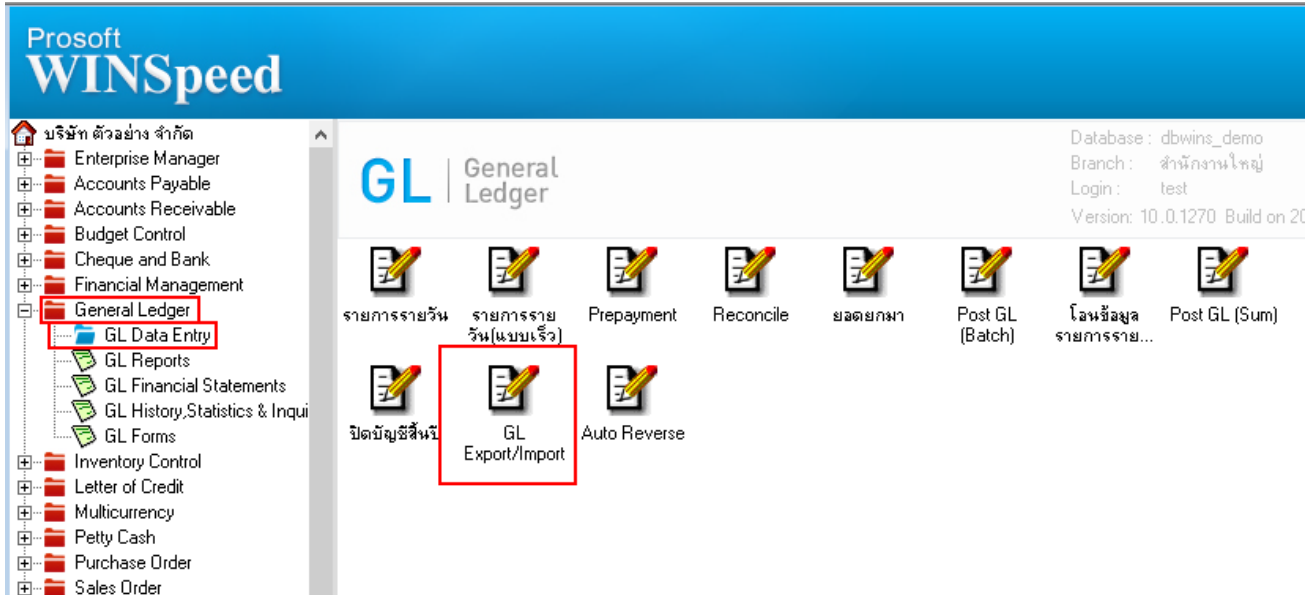 Prosoft
WINSpeed
บริษัท ตัวอย่าง จำกัด
Enterprise Manager
Accounts Payable
Accounts Receivable
Budget Control
Cheque and Bank
Financial Management
General Ledger
GL Data Entry
GL Reports
GL Financial Statements
GL History,Statistics & Inqui
GL Forms
Inventory Control
Letter of Credit
Multicurrency
Petty Cash
Purchase Order
Sales Order
GL
General
Ledger
Database : dbwins_demo
Branch : สำนักงานใหญ่
Login : test
Version: 10.0.1270 Build on 20
รายการรายวัน
รายการราย
วัน(แบบเร็ว)
Prepayment
Reconcile
ยอดยกมา
Post GL
(Batch)
โอนข้อมูล
รายการราย...
Post GL (Sum)
ปิดบัญชีสิ้นปี
GL
Export/Import
Auto Reverse